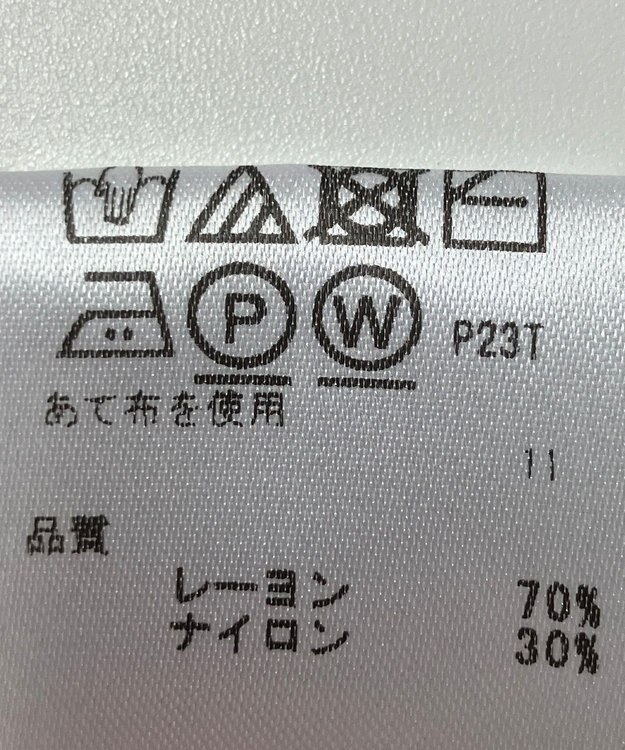 P W P23T
あて布を使用
11
品質
レーヨン 70%
ナイロン 30%